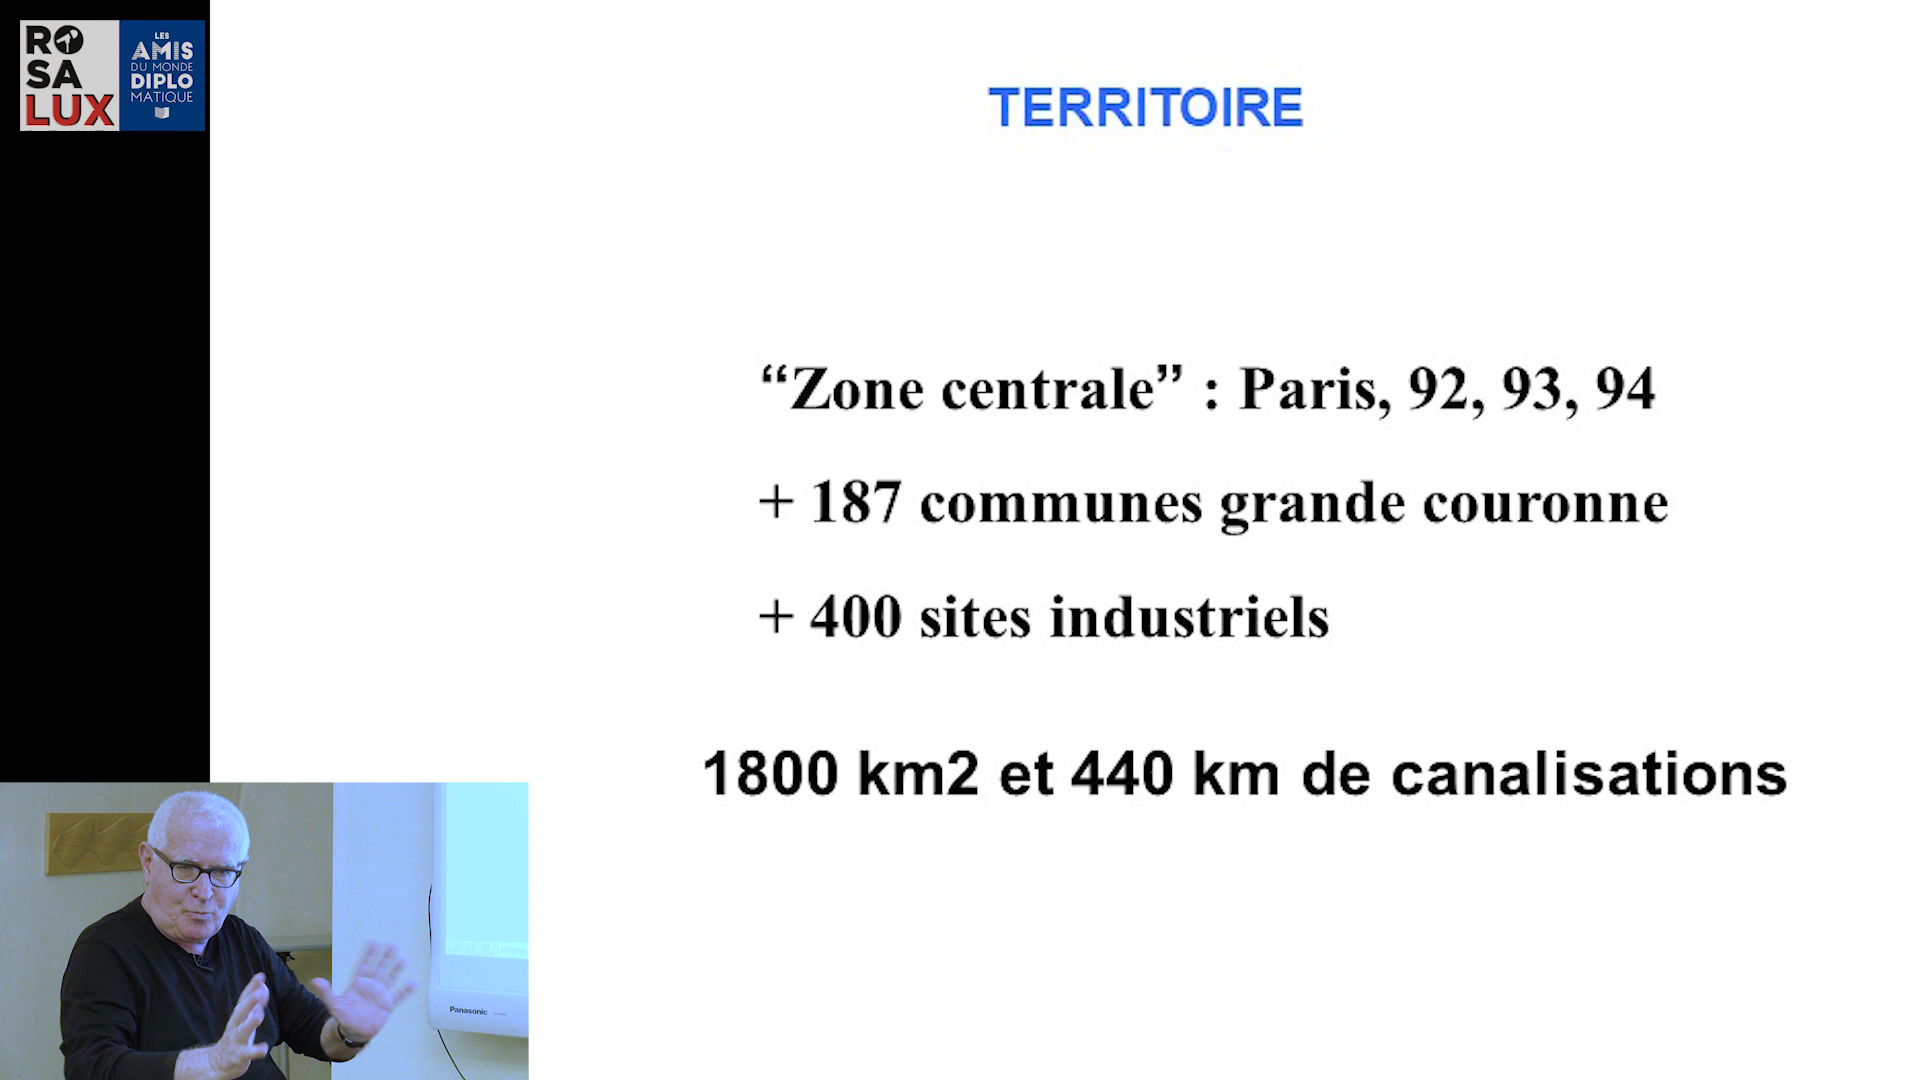 RO
SA
LUX
LES
AMIS
DU MONDE
DIPLO
MATIQUE
TERRITOIRE
“Zone centrale” : Paris, 92, 93, 94
+ 187 communes grande couronne
+ 400 sites industriels
1800 km2 et 440 km de canalisations
Panasonic